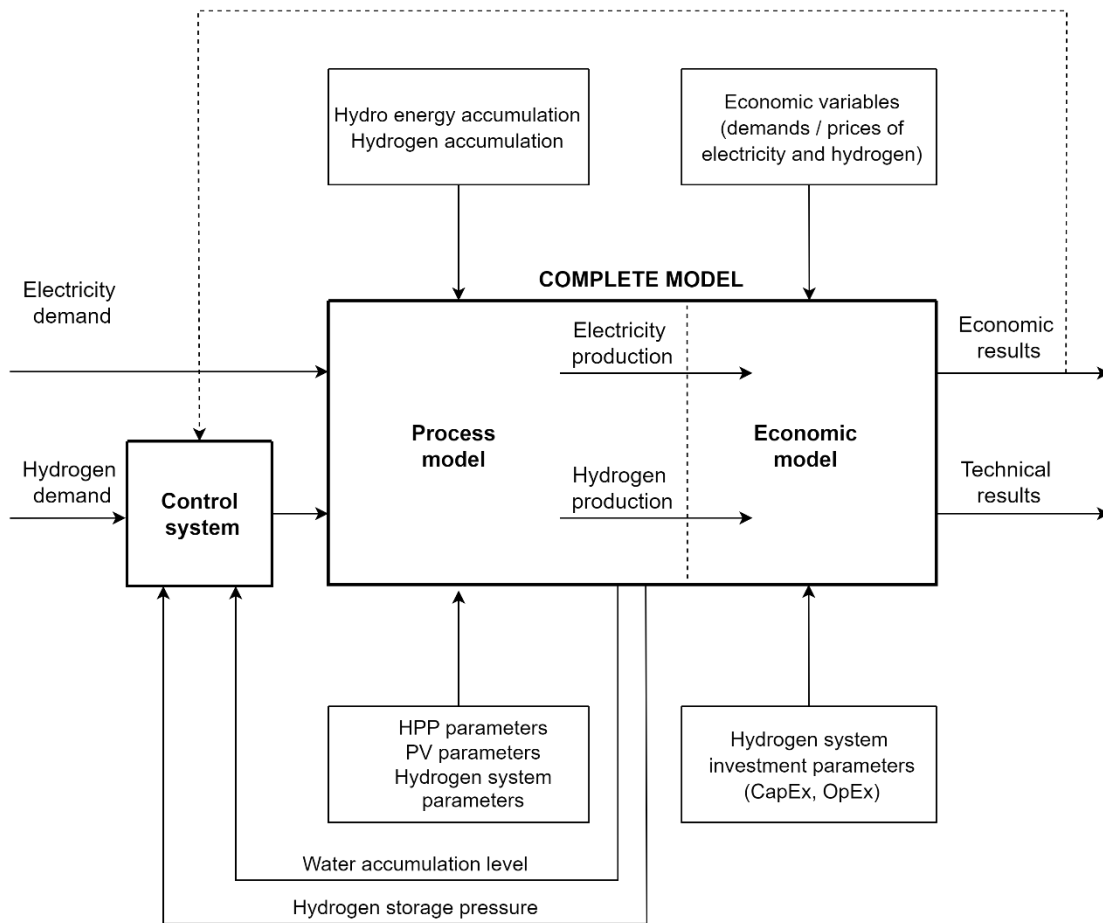 Hydro energy accumulation
Hydrogen accumulation
Economic variables
(demands / prices of
electricity and hydrogen)
COMPLETE MODEL
Electricity
demand
Electricity
production
Economic
results
Process
model
Economic
model
Hydrogen
demand
Control
system
Hydrogen
production
Technical
results
HPP parameters
PV parameters
Hydrogen system
parameters
Hydrogen system
investment parameters
(CapEx, OpEx)
Water accumulation level
Hydrogen storage pressure